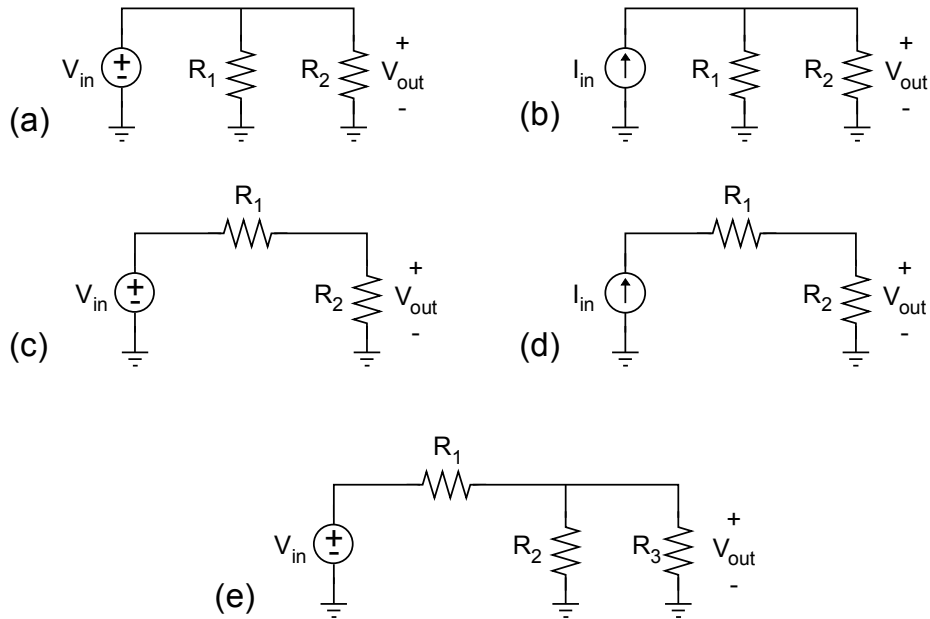 V_in R_1 R_2 + V_out -
(a)
I_in R_1 R_2 + V_out -
(b)
R_1
V_in + - R_2 + V_out -
(c)
R_1
I_in R_2 + V_out -
(d)
R_1
V_in + - R_2 R_3 + V_out -
(e)